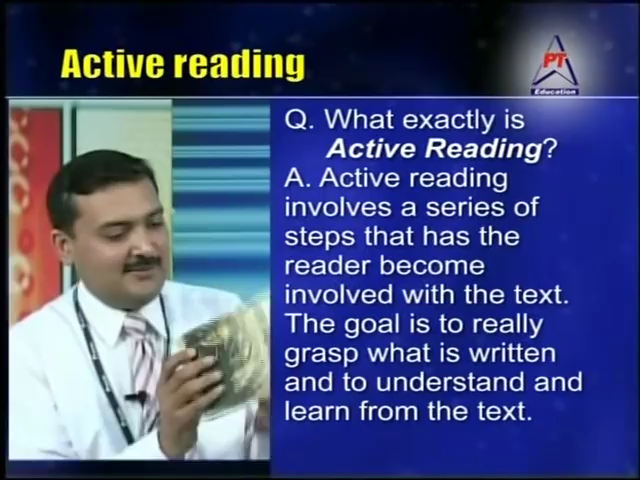 Active reading
PT
Education
Q. What exactly is
Active Reading?
A. Active reading
involves a series of
steps that has the
reader become
involved with the text.
The goal is to really
grasp what is written
and to understand and
learn from the text.